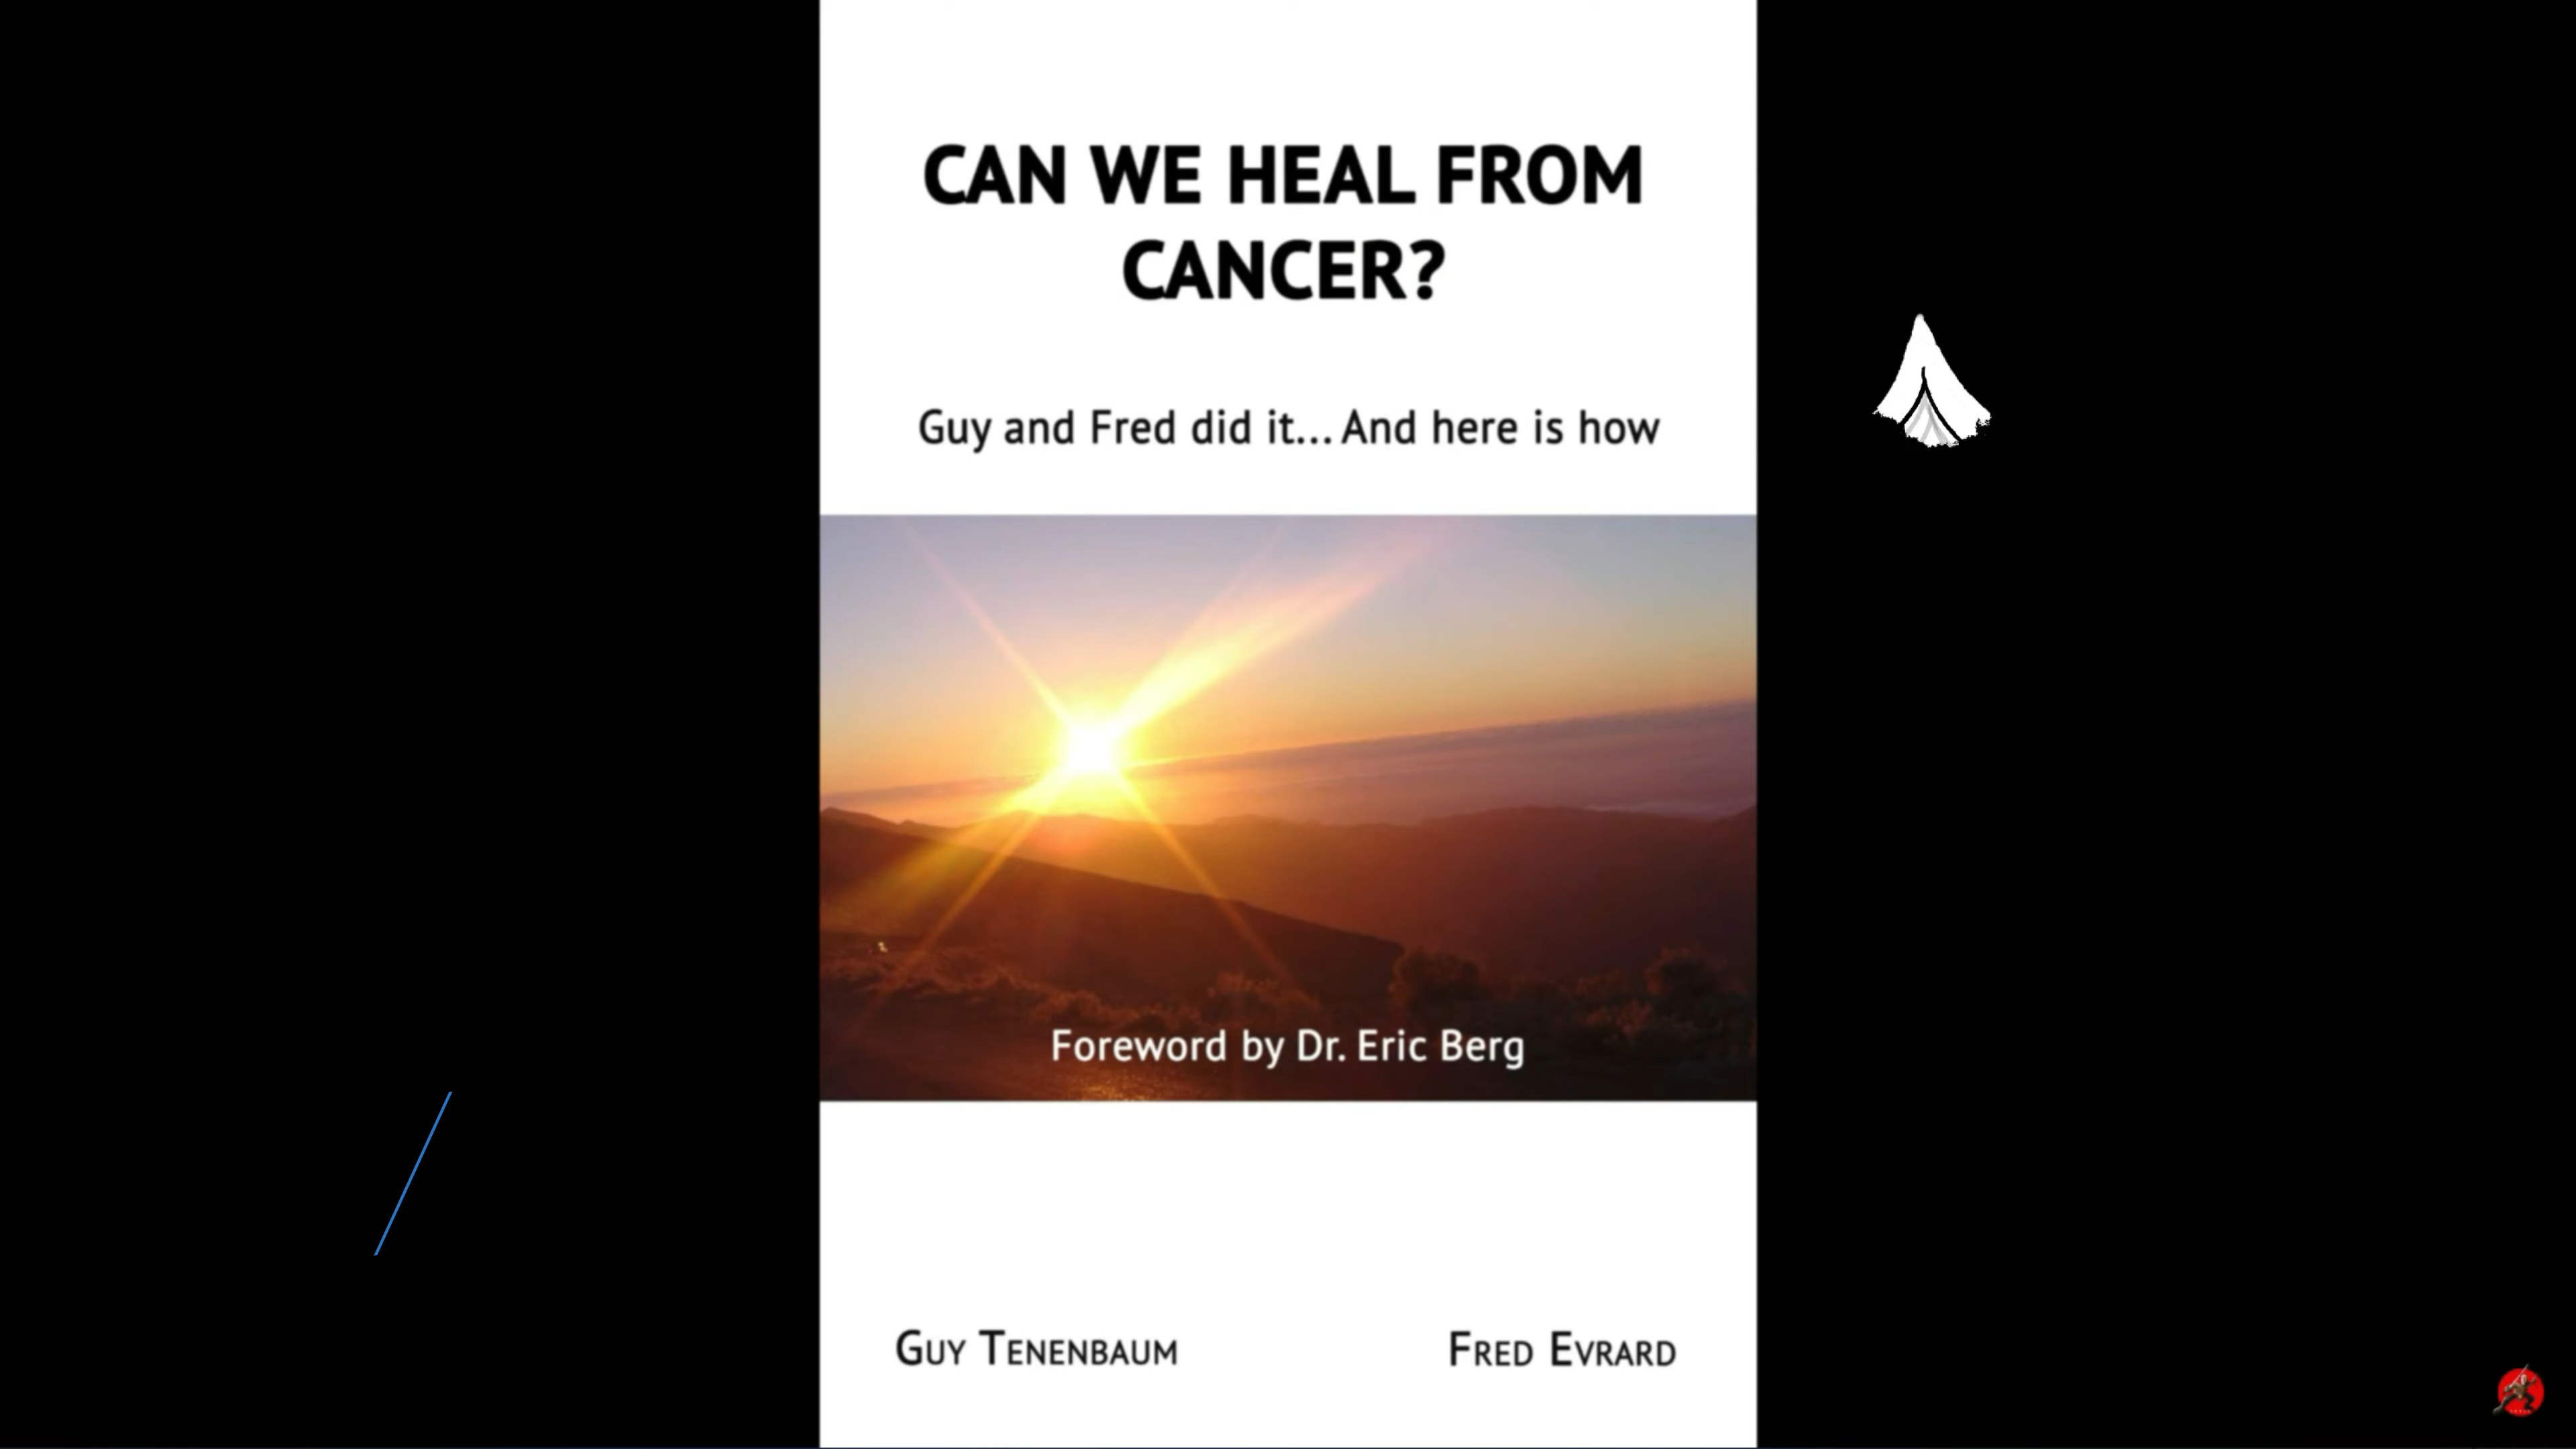 CAN WE HEAL FROM
CANCER?
Guy and Fred did it... And here is how
Foreword by Dr. Eric Berg
GUY TENENBAUM
FRED EVRARD